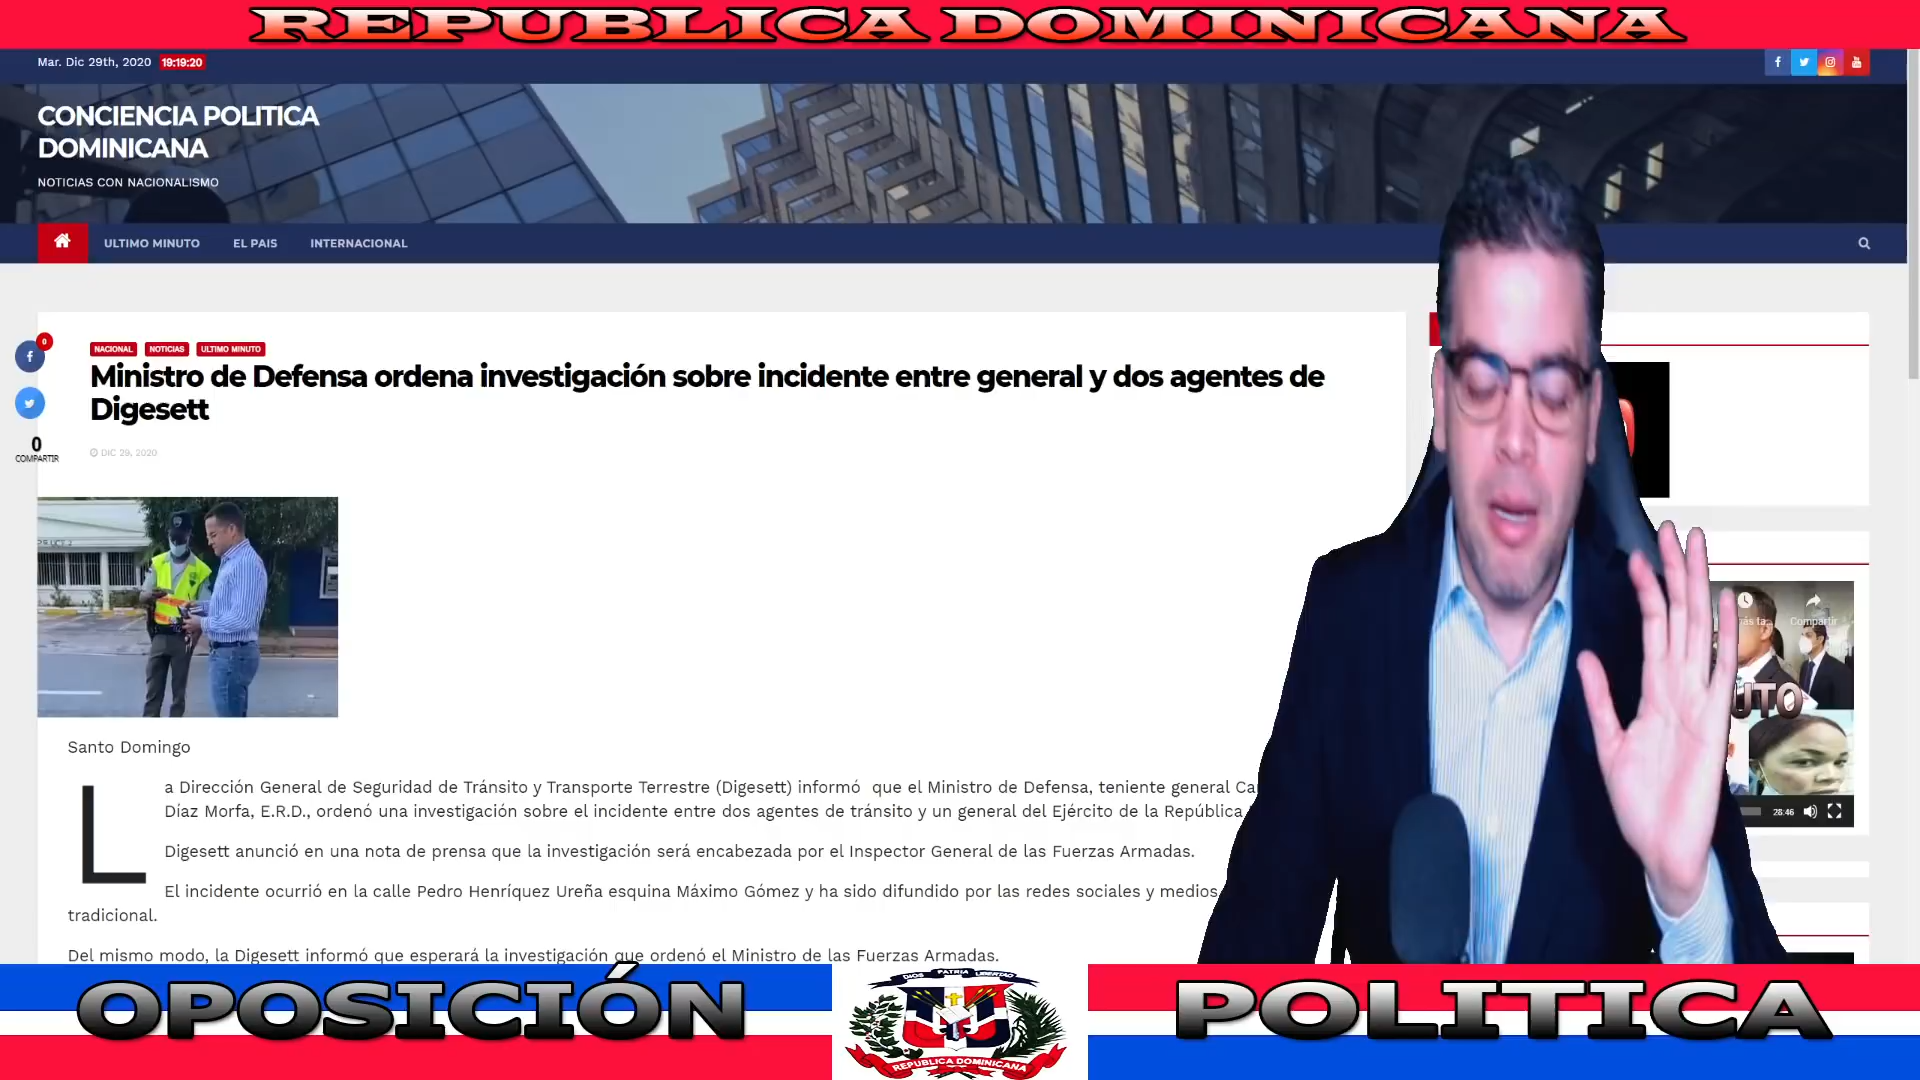 REPUBLICA DOMINICANA
Mar. Dic 29th, 2020 19:19:20
CONCIENCIA POLITICA
DOMINICANA
NOTICIAS CON NACIONALISMO
ULTIMO MINUTO EL PAIS INTERNACIONAL
0
NACIONAL NOTICIAS ULTIMO MINUTO
Ministro de Defensa ordena investigación sobre incidente entre general y dos agentes de
Digesett
0
COMPARTIR
DIC 29, 2020
Compartir
28:46
Santo Domingo
La Dirección General de Seguridad de Tránsito y Transporte Terrestre (Digesett) informó que el Ministro de Defensa, teniente general
Díaz Morfa, E.R.D., ordenó una investigación sobre el incidente entre dos agentes de tránsito y un general del Ejército de la República
Digesett anunció en una nota de prensa que la investigación será encabezada por el Inspector General de las Fuerzas Armadas.
El incidente ocurrió en la calle Pedro Henríquez Ureña esquina Máximo Gómez y ha sido difundido por las redes sociales y medios
tradicional.
Del mismo modo, la Digesett informó que esperará la investigación que ordenó el Ministro de las Fuerzas Armadas.
OPOSICIÓN
DIOS PATRIA LIBERTAD
REPUBLICA DOMINICANA
POLITICA